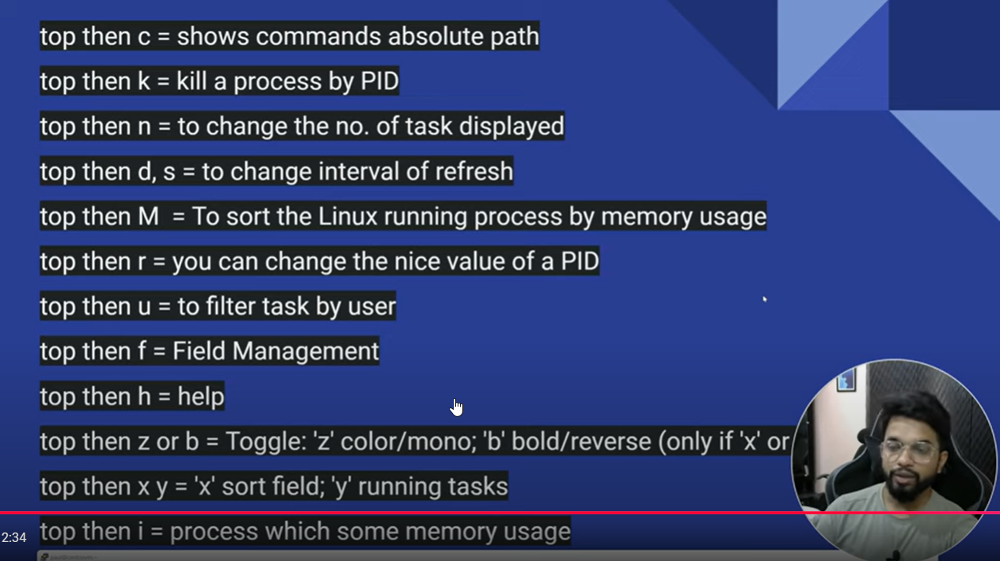 top then c = shows commands absolute path
top then k = kill a process by PID
top then n = to change the no. of task displayed
top then d, s = to change interval of refresh
top then M  = To sort the Linux running process by memory usage
top then r = you can change the nice value of a PID
top then u = to filter task by user
top then f = Field Management
top then h = help
top then z or b = Toggle: 'z' color/mono; 'b' bold/reverse (only if 'x' or
top then x y = 'x' sort field; 'y' running tasks
top then i = process which some memory usage
2:34